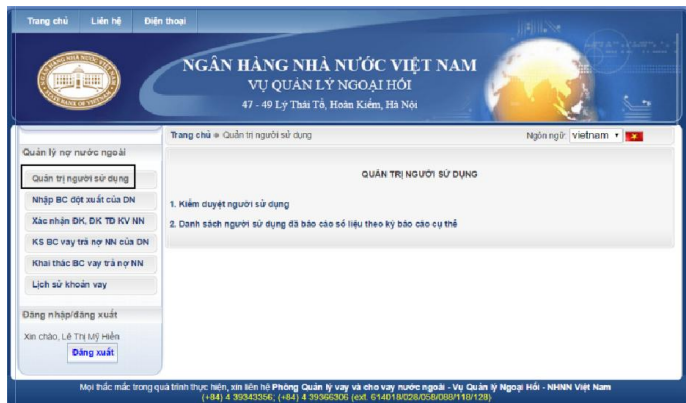 Trang chủ Liên hệ Điện thoại
NGÂN HÀNG NHÀ NƯỚC VIỆT NAM
VỤ QUẢN LÝ NGOẠI HỐI
47 - 49 Lý Thái Tổ, Hoàn Kiếm, Hà Nội
Trang chủ Quản trị người sử dụng Ngôn ngữ: vietnam
Quản lý nợ nước ngoài
Quản trị người sử dụng
Nhập BC đột xuất của DN
Xác nhận ĐK, ĐK TĐ KV NN
KS BC vay trả nợ NN của DN
Khai thác BC vay trả nợ NN
Lịch sử khoản vay
Đăng nhập/đăng xuất
Xin chào, Lê Thị Mỹ Hiền
Đăng xuất
QUẢN TRỊ NGƯỜI SỬ DỤNG
1. Kiểm duyệt người sử dụng
2. Danh sách người sử dụng đã báo cáo số liệu theo kỳ báo cáo cụ thể
Mọi thắc mắc trong quá trình thực hiện, xin liên hệ Phòng Quản lý vay và cho vay nước ngoài - Vụ Quản lý Ngoại Hối - NHNN Việt Nam
(+84) 4 39343356; (+84) 4 39366306 (ext. 614018/028/058/088/118/128)